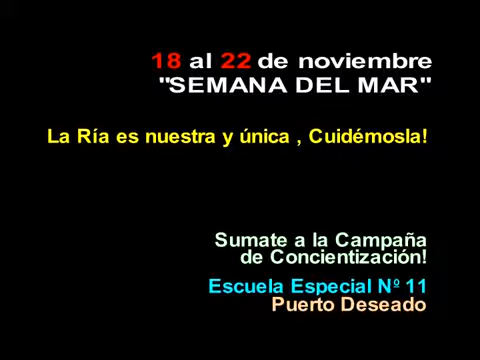 18 al 22 de noviembre
"SEMANA DEL MAR"
La Ría es nuestra y única , Cuidémosla!
Sumate a la Campaña
de Concientización!
Escuela Especial Nº 11
Puerto Deseado